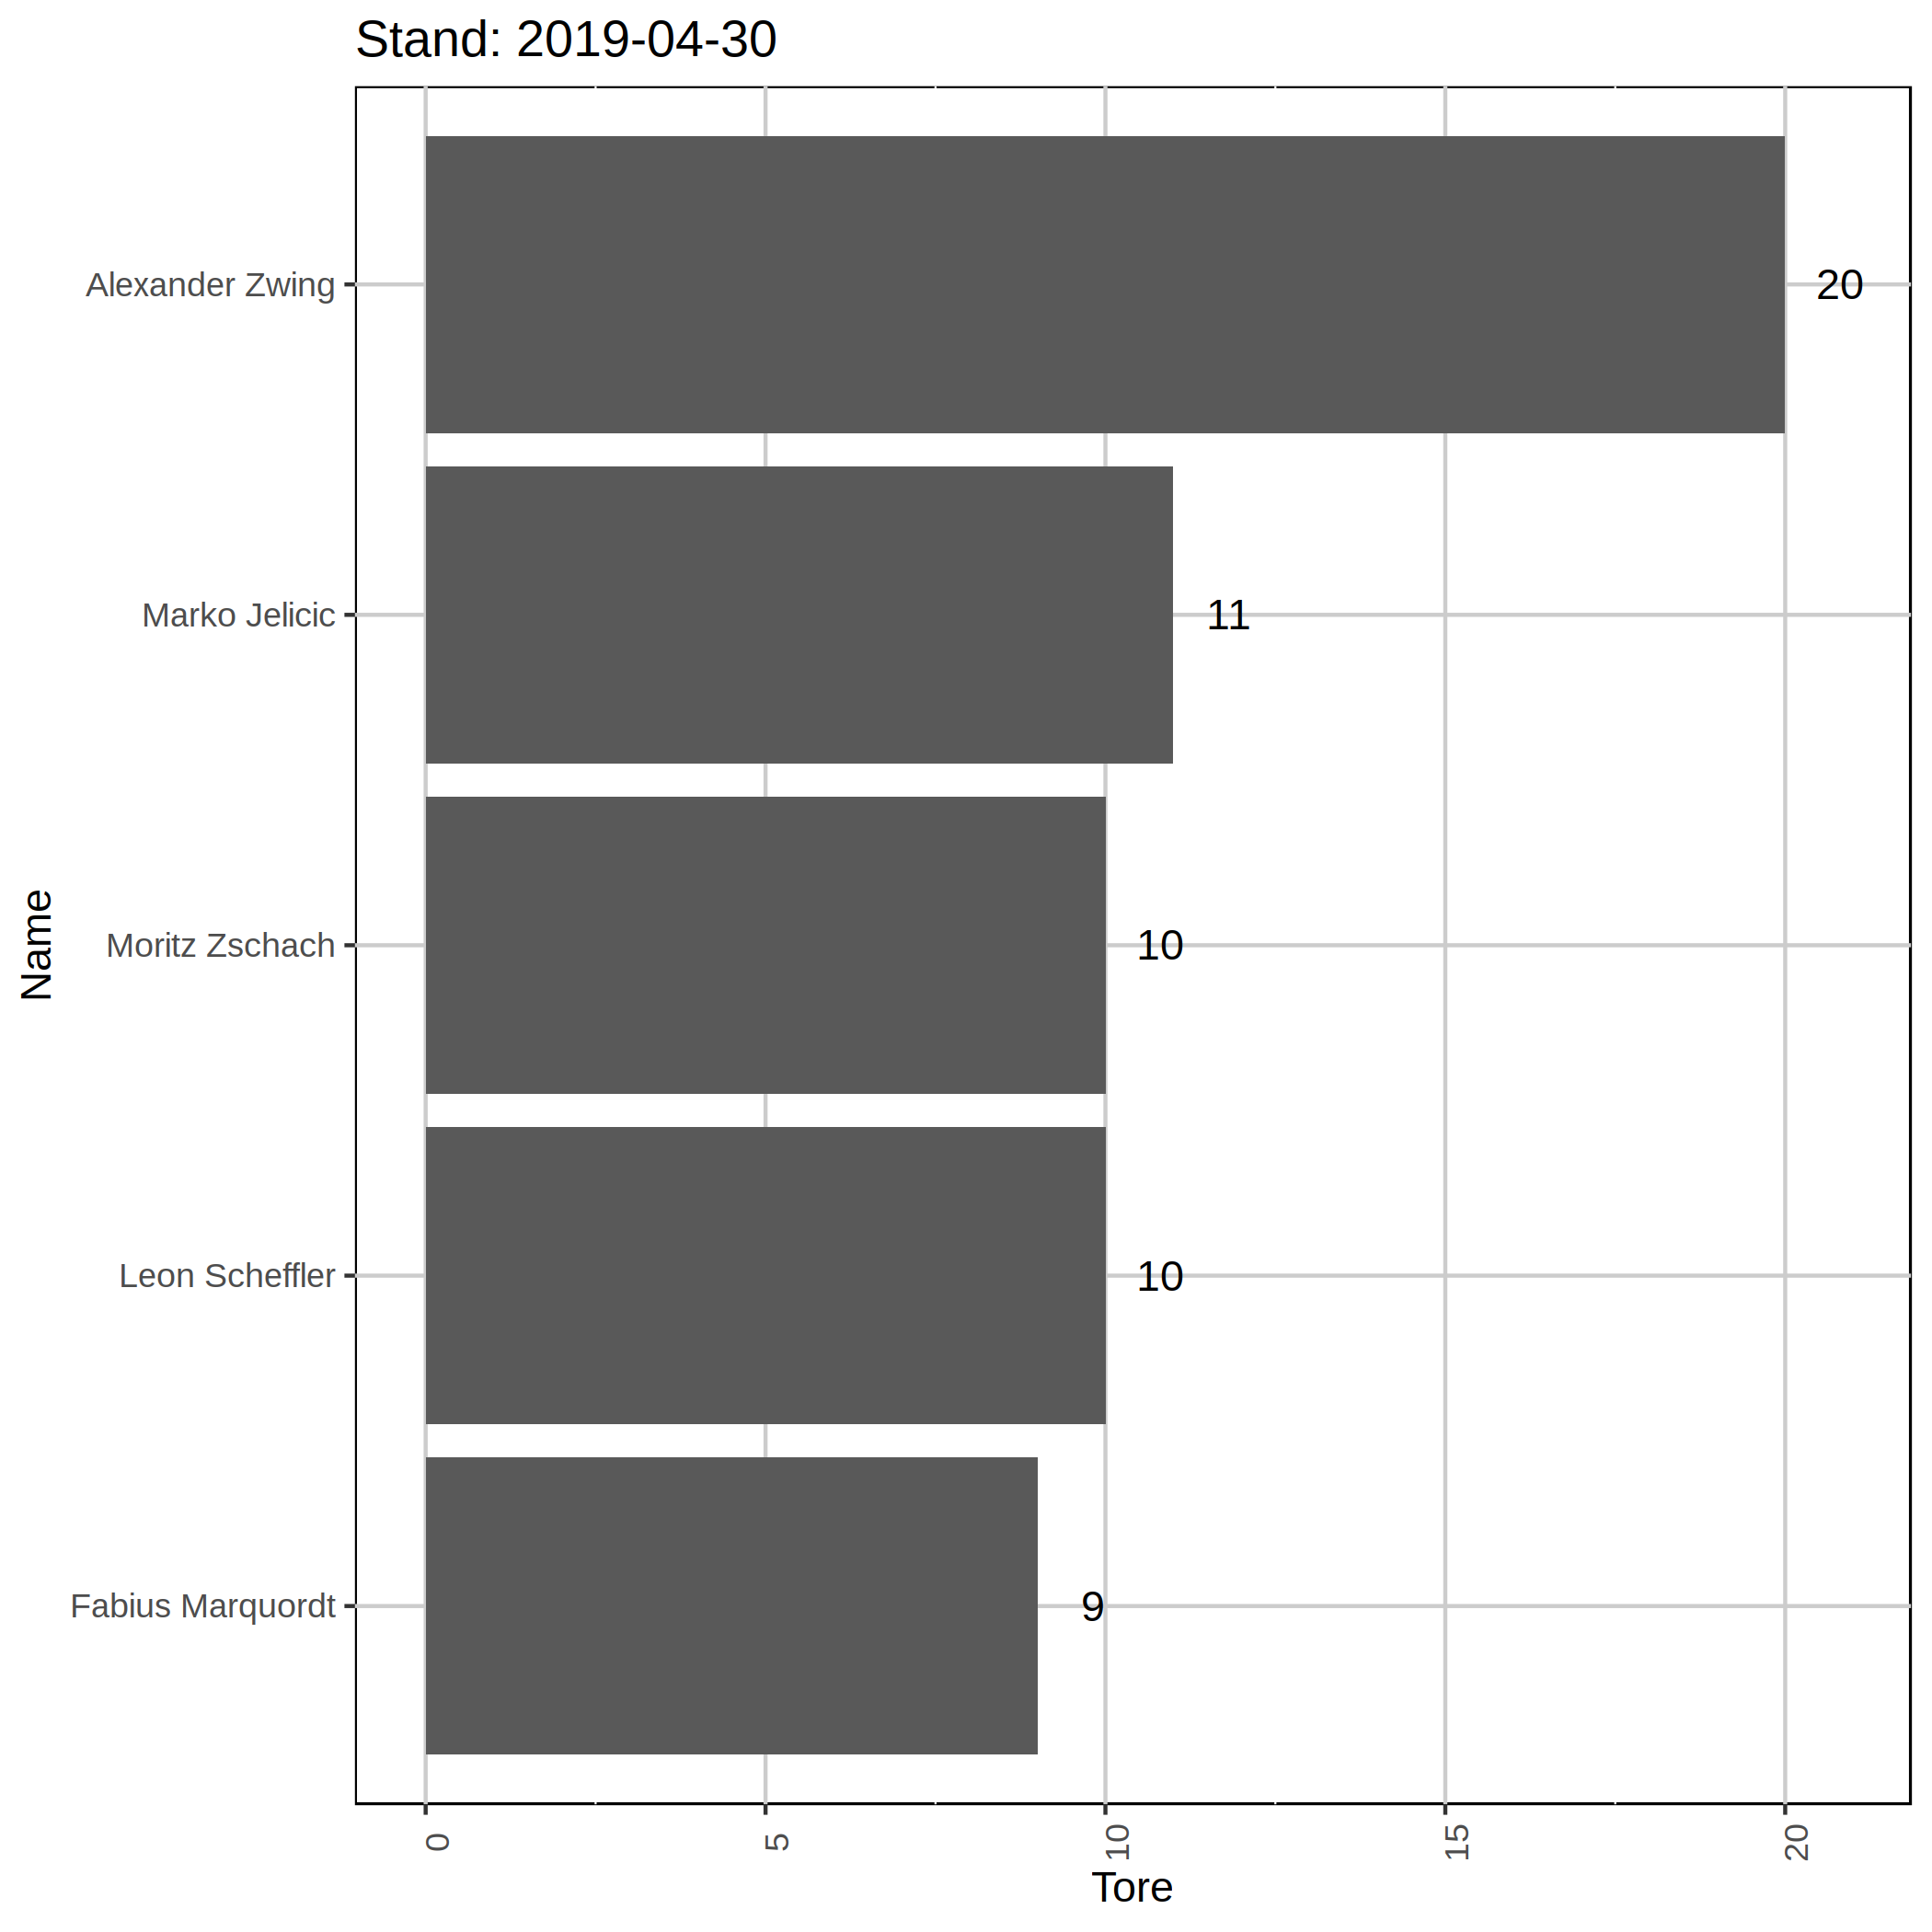 Stand: 2019-04-30
Name
Alexander Zwing
20
Marko Jelicic
11
Moritz Zschach
10
Leon Scheffler
10
Fabius Marquordt
9
0 5 10 15 20
Tore